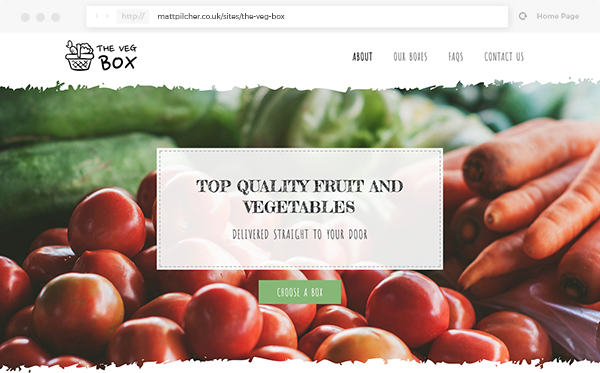 http://
mattpilcher.co.uk/sites/the-veg-box
Home Page
THE VEG
BOX
ABOUT
OUR BOXES
FAQS
CONTACT US
TOP QUALITY FRUIT AND
VEGETABLES
DELIVERED STRAIGHT TO YOUR DOOR
CHOOSE A BOX